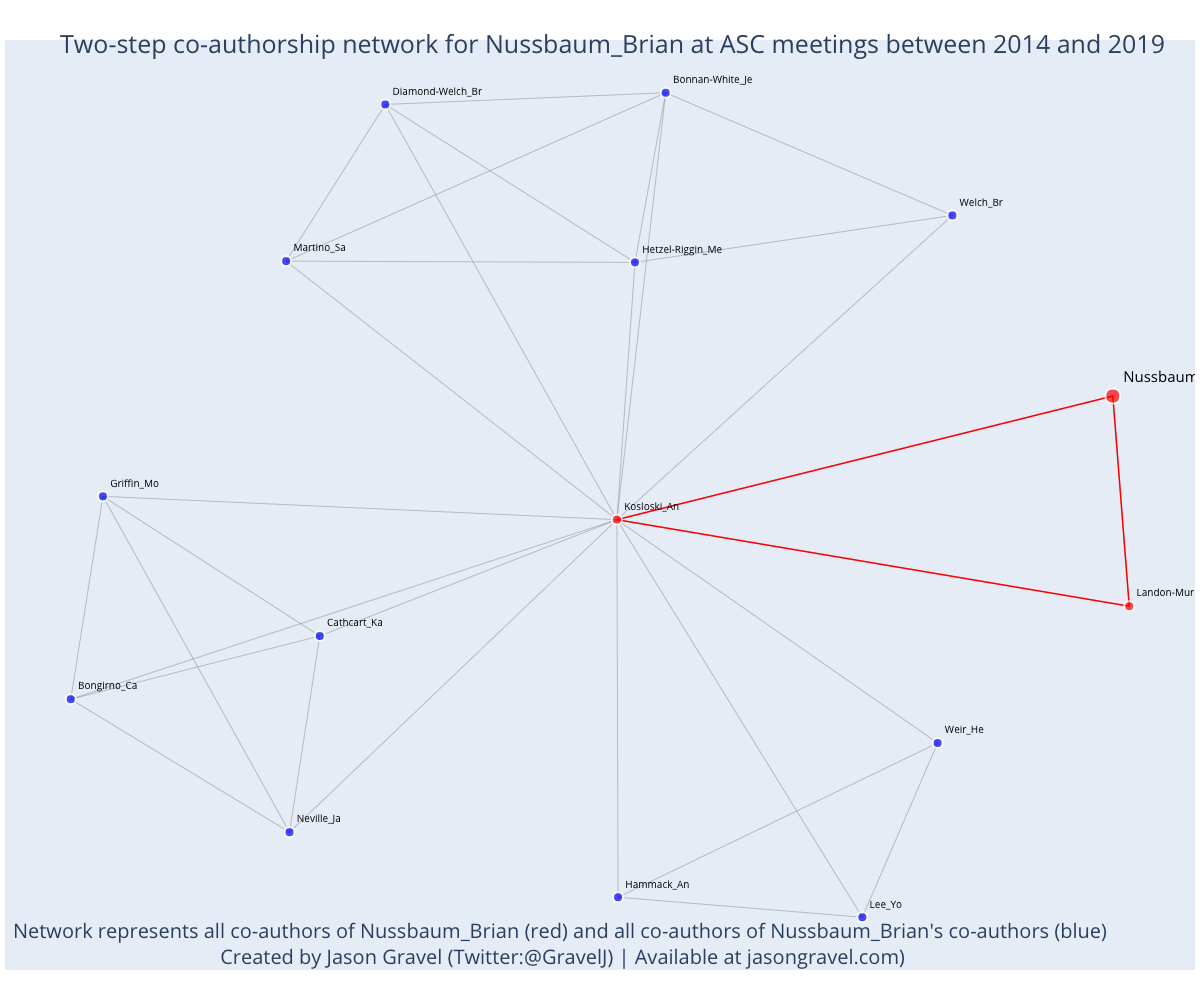 Two-step co-authorship network for Nussbaum_Brian at ASC meetings between 2014 and 2019
Bonnan-White_Je
Diamond-Welch_Br
Welch_Br
Martino_Sa
Hetzel-Riggin_Me
Nussbaum
Griffin_Mo
Kosloski_An
Landon-Mur
Cathcart_Ka
Bongirno_Ca
Weir_He
Neville_Ja
Hammack_An
Lee_Yo
Network represents all co-authors of Nussbaum_Brian (red) and all co-authors of Nussbaum_Brian's co-authors (blue)
Created by Jason Gravel (Twitter:@GravelJ) | Available at jasongravel.com)